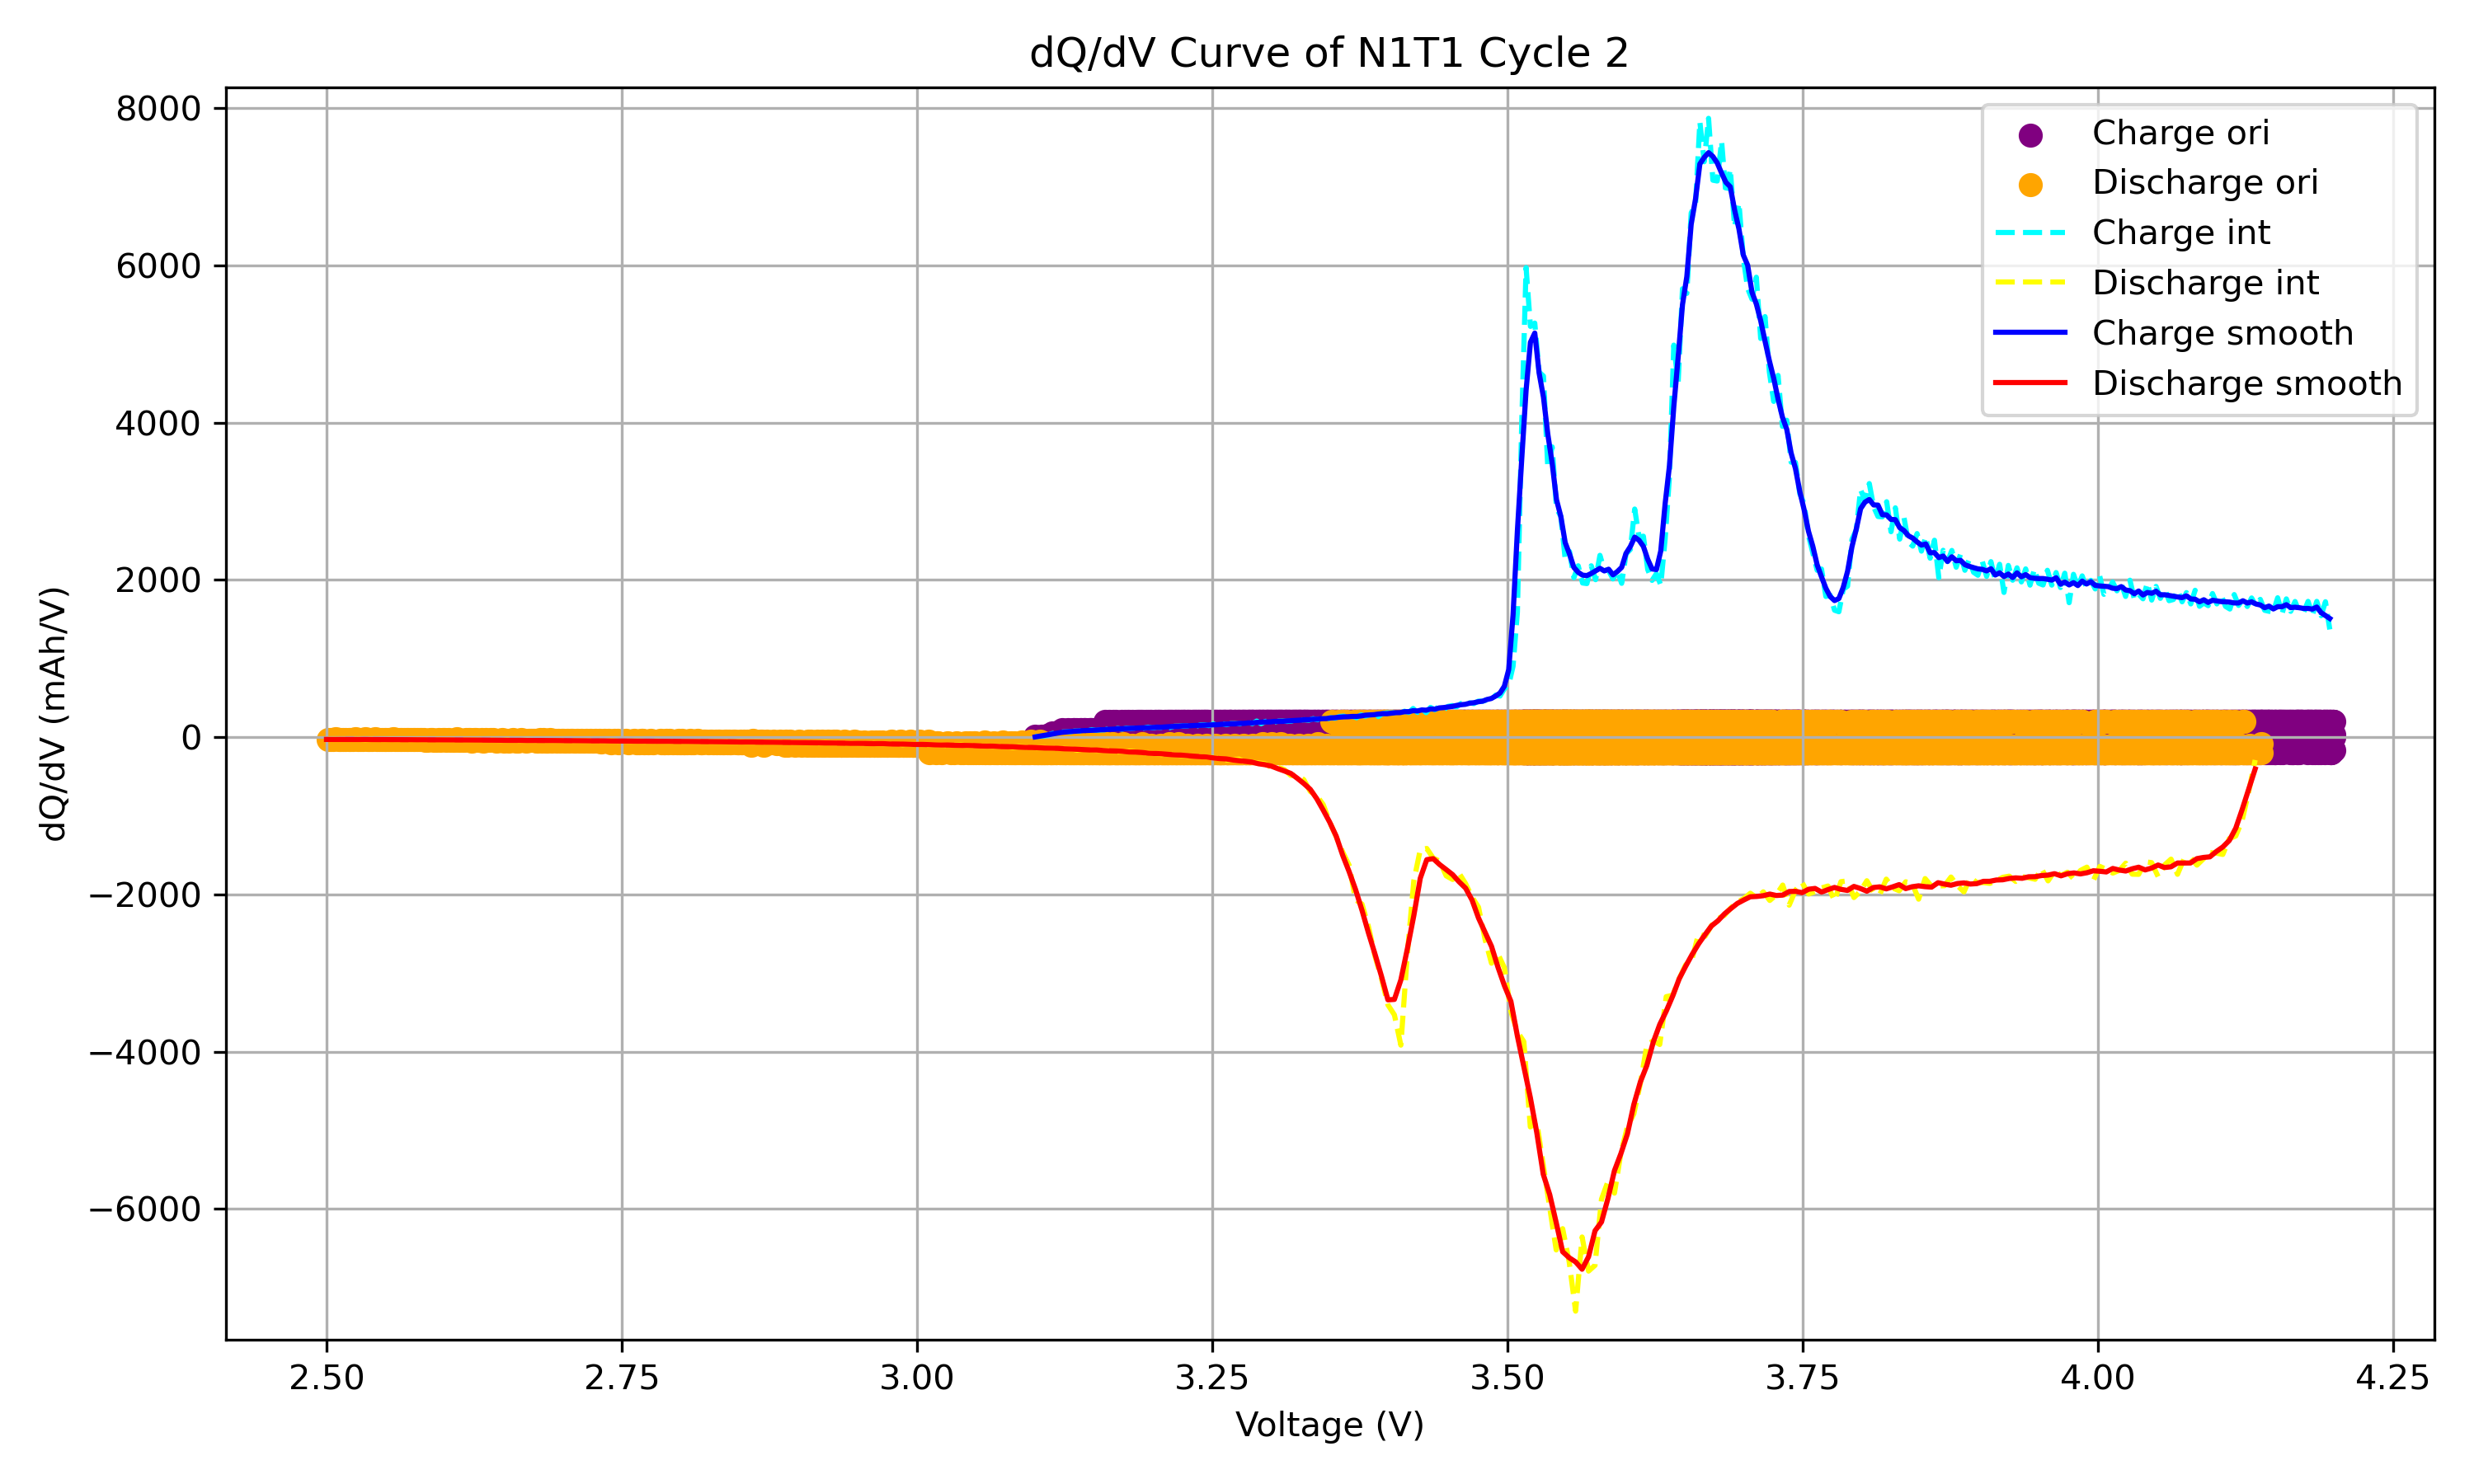 dQ/dV Curve of N1T1 Cycle 2
8000
6000
4000
2000
0
−2000
−4000
−6000
dQ/dV (mAh/V)
Charge ori
Discharge ori
Charge int
Discharge int
Charge smooth
Discharge smooth
2.50 2.75 3.00 3.25 3.50 3.75 4.00 4.25
Voltage (V)